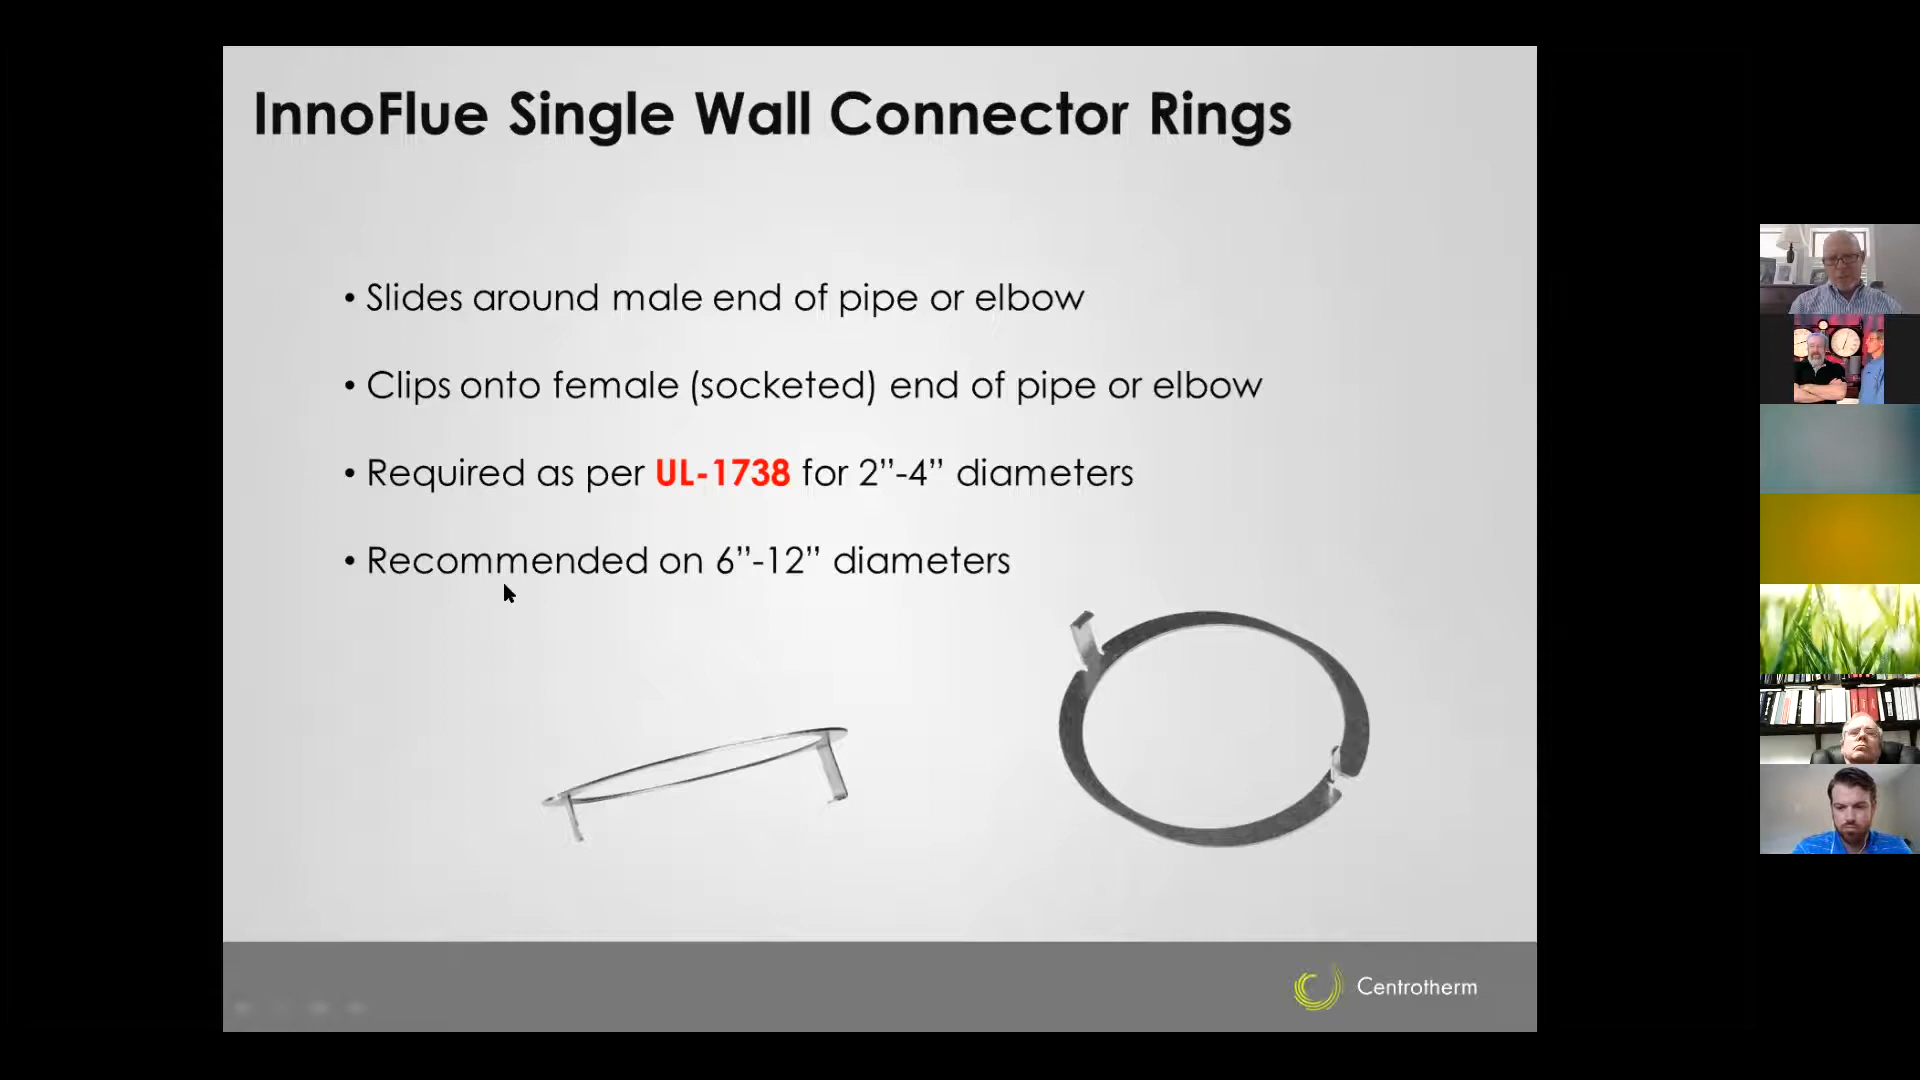 InnoFlue Single Wall Connector Rings
• Slides around male end of pipe or elbow
• Clips onto female (socketed) end of pipe or elbow
• Required as per UL-1738 for 2”-4” diameters
• Recommended on 6”-12” diameters
Centrotherm